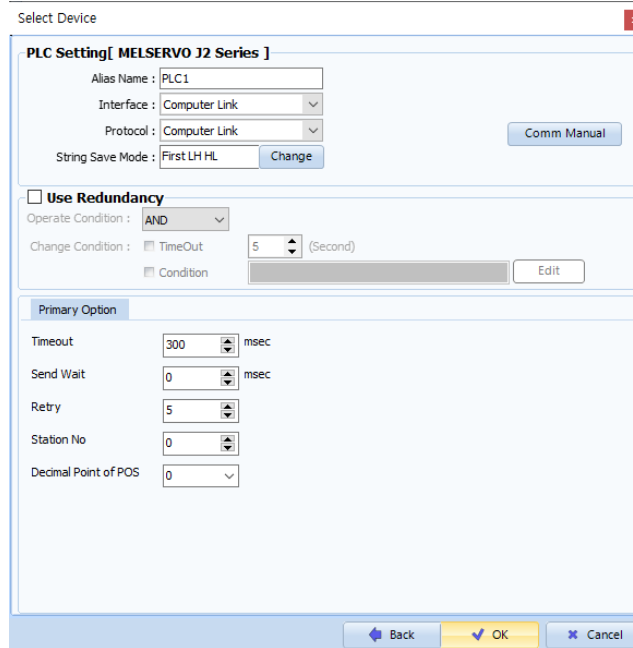 Select Device
PLC Setting[ MELSERVO J2 Series ]
Alias Name : PLC1
Interface : Computer Link
Protocol : Computer Link
Comm Manual
String Save Mode : First LH HL Change
Use Redundancy
Operate Condition : AND
Change Condition : TimeOut 5 (Second)
Condition Edit
Primary Option
Timeout 300 msec
Send Wait 0 msec
Retry 5
Station No 0
Decimal Point of POS 0
Back OK Cancel